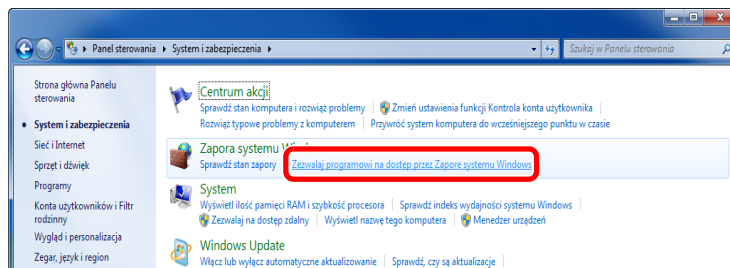 Panel sterowania System i zabezpieczenia Szukaj w Panelu sterowania
Strona główna Panelu
sterowania
System i zabezpieczenia
Sieć i Internet
Sprzęt i dźwięk
Programy
Konta użytkowników i Filtr
rodzinny
Wygląd i personalizacja
Zegar, język i region
Centrum akcji
Sprawdź stan komputera i rozwiąż problemy Zmień ustawienia funkcji Kontrola konta użytkownika
Rozwiąż typowe problemy z komputerem Przywróć system komputera do wcześniejszego punktu w czasie
Zapora systemu
Sprawdź stan zapory Zezwalaj programowi na dostęp przez Zaporę systemu Windows
System
Wyświetl ilość pamięci RAM i szybkość procesora Sprawdź indeks wydajności systemu Windows
Zezwalaj na dostęp zdalny Wyświetl nazwę tego komputera Menedżer urządzeń
Windows Update
Włącz lub wyłącz automatyczne aktualizowanie Sprawdź, czy są aktualizacje